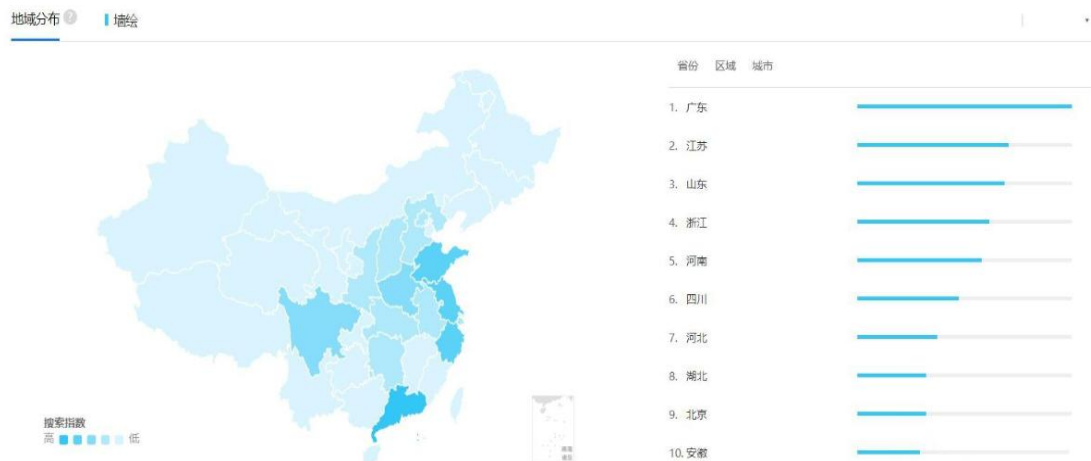 地域分布 ?
墙绘
省份 区域 城市
1. 广东
2. 江苏
3. 山东
4. 浙江
5. 河南
6. 四川
7. 河北
8. 湖北
9. 北京
10. 安徽
搜索指数
高 低